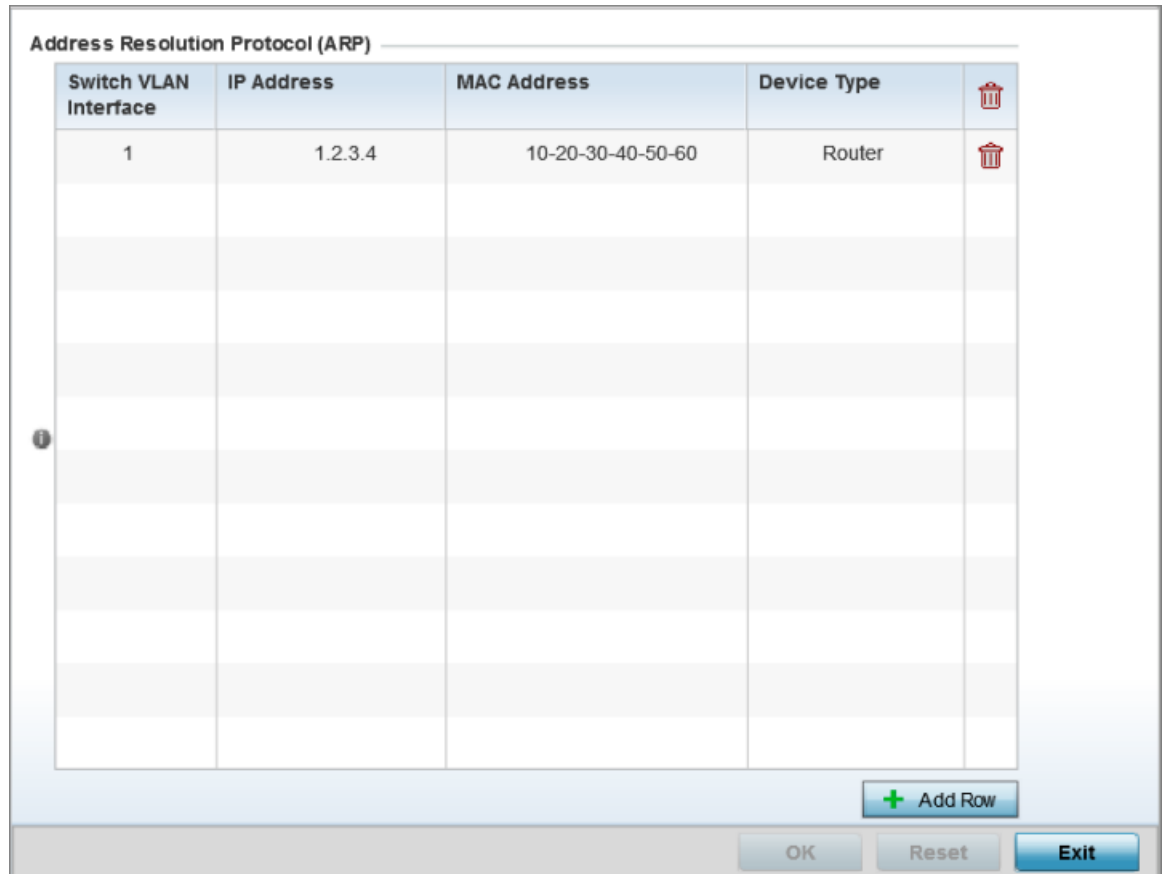 Address Resolution Protocol (ARP)
Switch VLAN Interface
IP Address
MAC Address
Device Type
1
1.2.3.4
10-20-30-40-50-60
Router
Add Row
OK
Reset
Exit